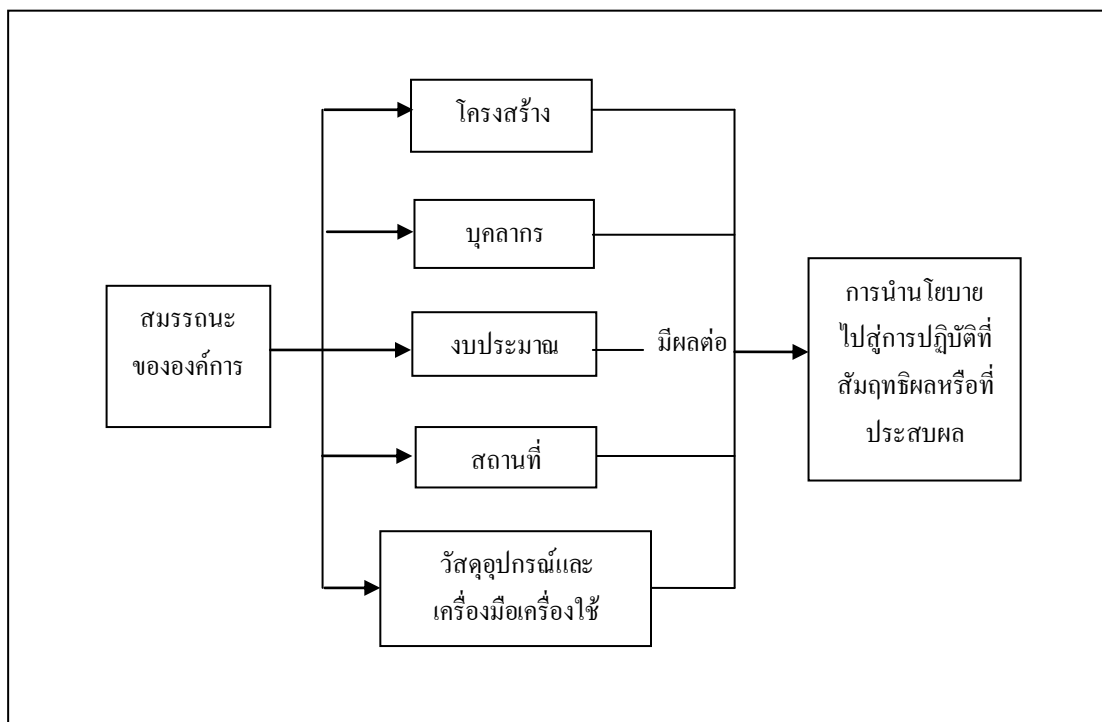 สมรรถนะ
ขององค์การ
โครงสร้าง
บุคลากร
งบประมาณ
สถานที่
วัสดุอุปกรณ์และ
เครื่องมือเครื่องใช้
มีผลต่อ
การนำนโยบาย
ไปสู่การปฏิบัติที่
สัมฤทธิผลหรือที่
ประสบผล